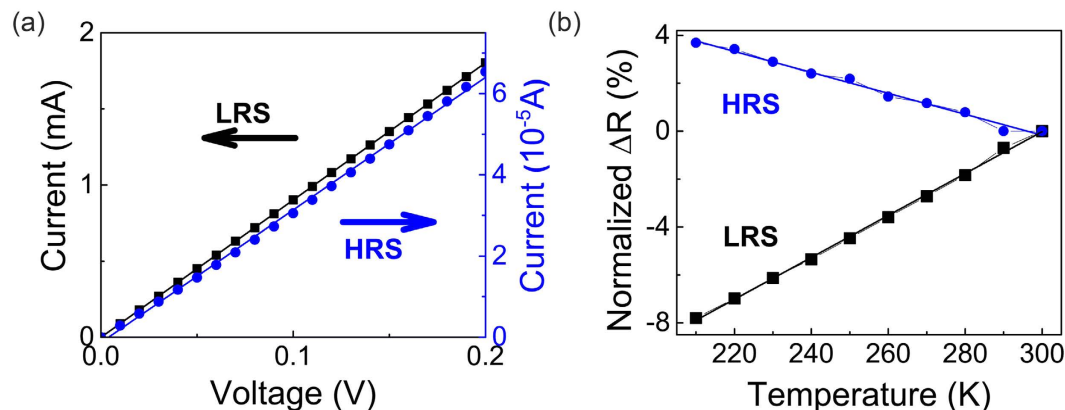 (a)
2
1
0
Current (mA)
LRS
HRS
6
4
2
0
Current (10⁻⁵A)
0.0 0.1 0.2
Voltage (V)
(b)
4
0
-4
-8
Normalized ΔR (%)
HRS
LRS
220 240 260 280 300
Temperature (K)